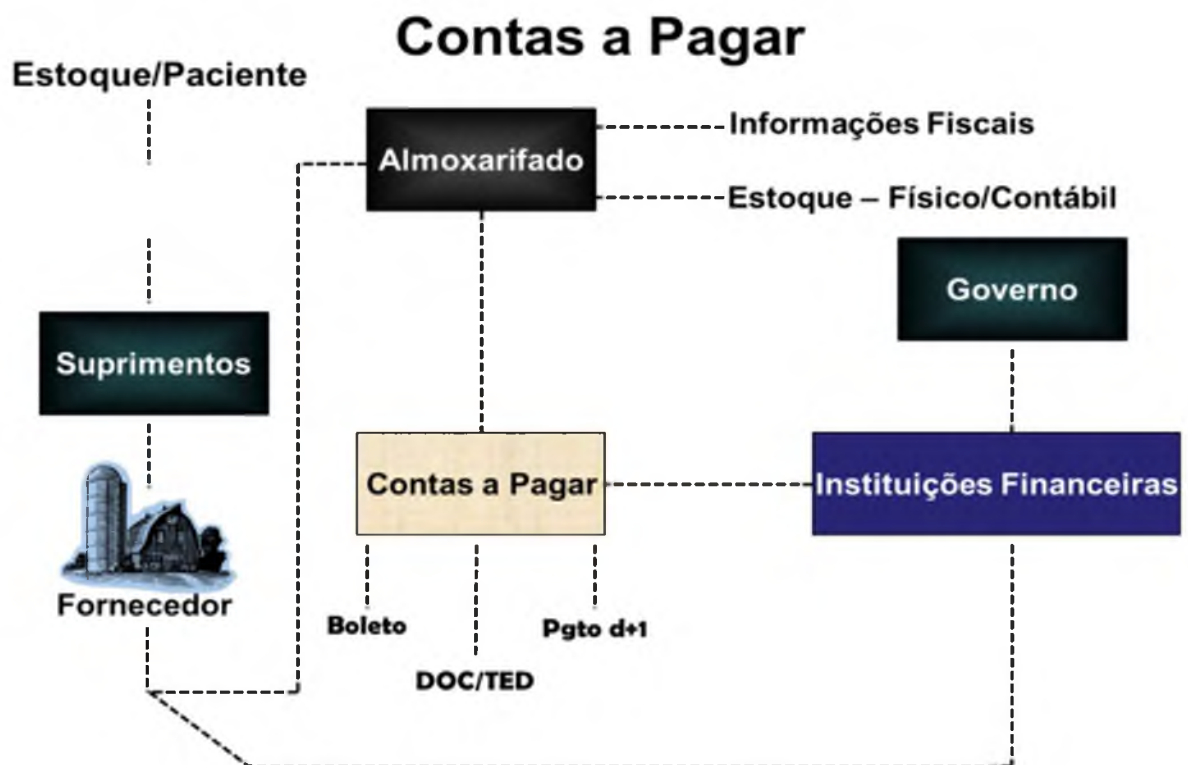 Contas a Pagar
Estoque/Paciente
Almoxarifado
Informações Fiscais
Estoque – Físico/Contábil
Governo
Suprimentos
Contas a Pagar
Instituições Financeiras
Fornecedor
Boleto
Pgto d+1
DOC/TED